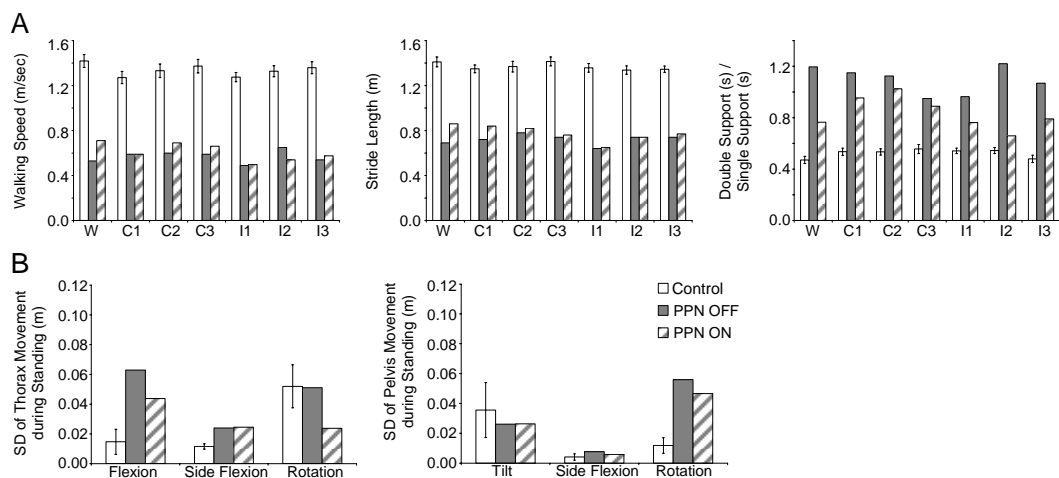 A
Walking Speed (m/sec)
1.6
1.2
0.8
0.4
0.0
W C1 C2 C3 I1 I2 I3
Stride Length (m)
1.6
1.2
0.8
0.4
0.0
W C1 C2 C3 I1 I2 I3
Double Support (s) /
Single Support (s)
1.2
0.8
0.4
0.0
W C1 C2 C3 I1 I2 I3
B
SD of Thorax Movement
during Standing (m)
0.12
0.10
0.08
0.06
0.04
0.02
0.00
Flexion Side Flexion Rotation
SD of Pelvis Movement
during Standing (m)
0.12
0.10
0.08
0.06
0.04
0.02
0.00
Tilt Side Flexion Rotation
Control
PPN OFF
PPN ON